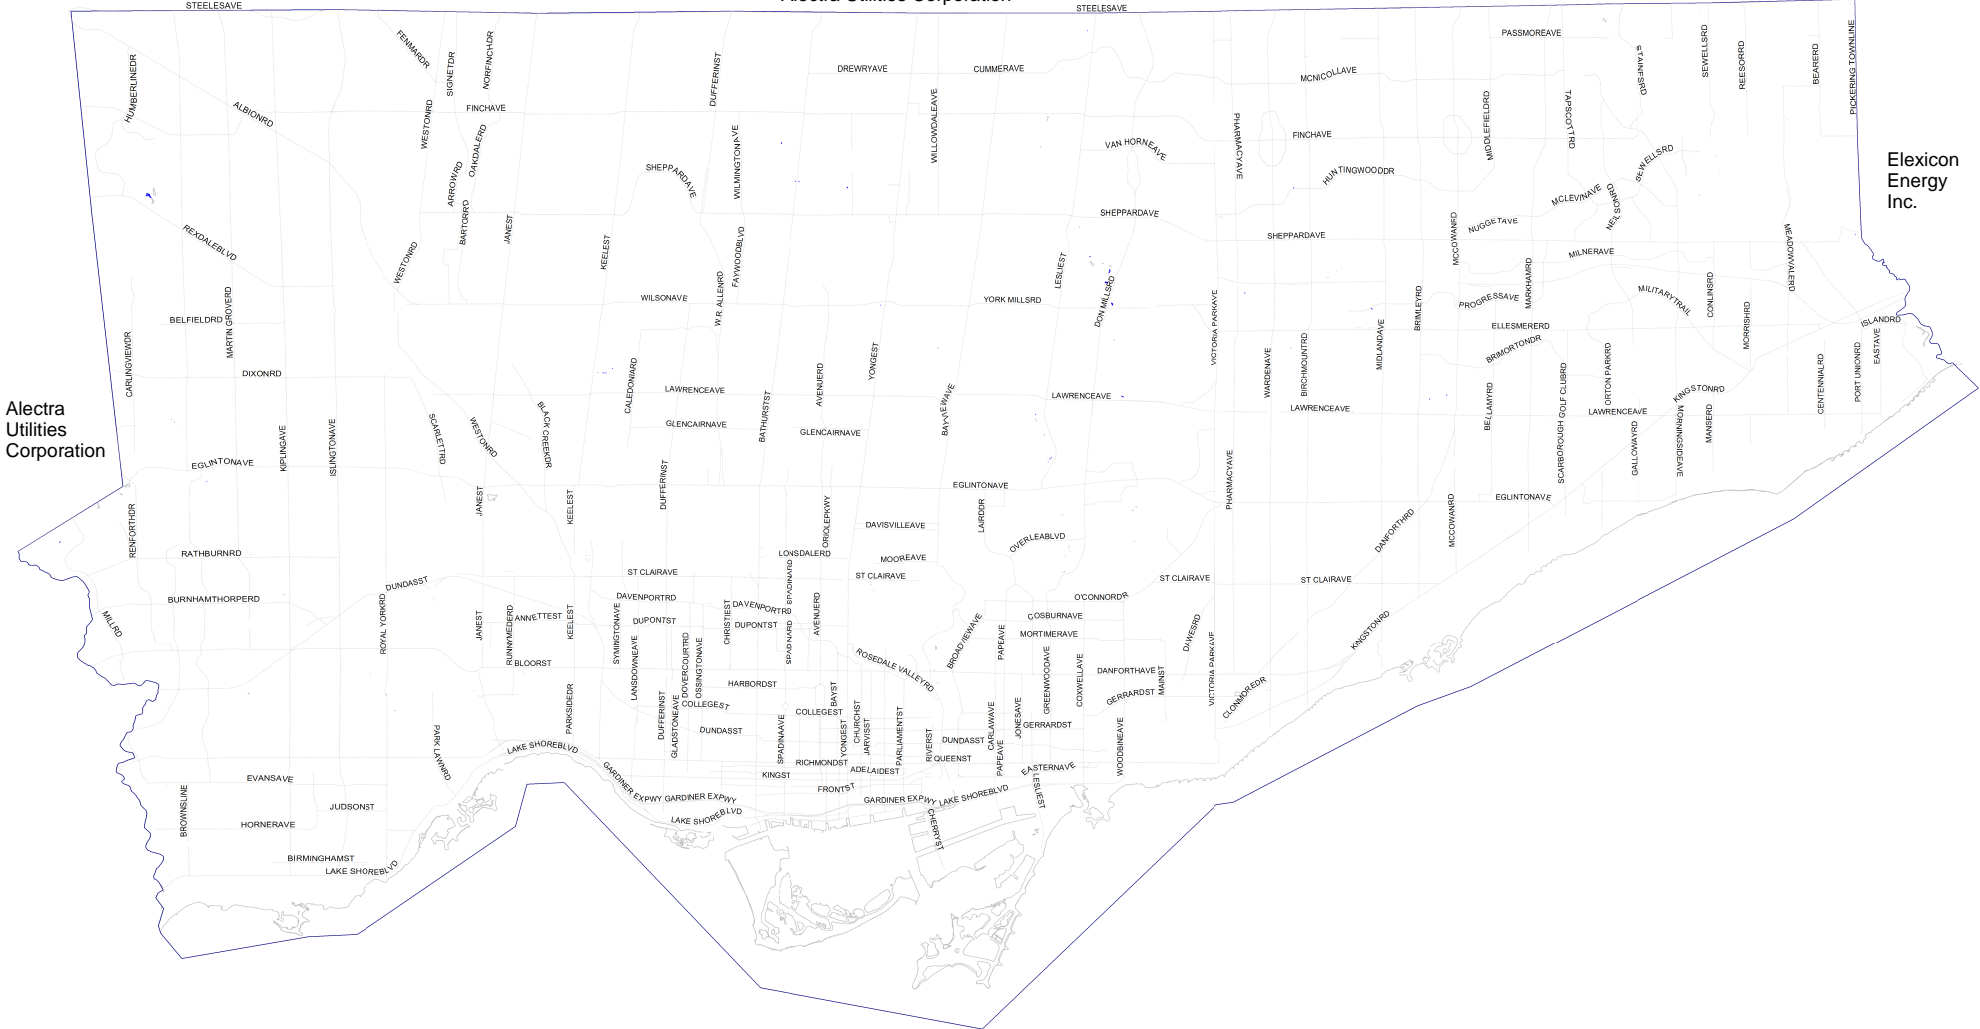 Alectra Utilities Corporation
STEELESAVE
STEELESAVE
FENMARDR
SIGNETDR
NORFINCHDR
DUFFERINST
DREWRYAVE
CUMMERAVE
MCNICOLLAVE
PASSMOREAVE
STAINESRD
SEWELLSRD
REESORRD
BEARERD
PICKERING TOWNLINE
HUMBERLINEDR
ALBIONRD
WESTONRD
FINCHAVE
OAKDALERD
ARROWRD
WILMINGTONAVE
WILLOWDALEAVE
VAN HORNEAVE
PHARMACYAVE
FINCHAVE
MIDDLEFIELDRD
TAPSCOTTRD
SEWELLSRD
HUNTINGWOODDR
SHEPPARDAVE
MCLEVINAVE
NEILSONRD
Elexicon
Energy
Inc.
REXDALEBLVD
BARTORRD
JANEST
KEELEST
FAYWOODBLVD
SHEPPARDAVE
SHEPPARDAVE
MCCOWANRD
NUGGETAVE
MILNERAVE
MEADOWVALERD
WESTONRD
WILSONAVE
W.R. ALLENRD
LESLIEST
YORK MILLSRD
DON MILLSRD
PROGRESSAVE
MARKHAMRD
MILITARYTRAIL
CONLINSRD
BELFIELDRD
MARTIN GROVERD
BRIMLEYRD
ELLESMERERD
MORRISHRD
ISLANDRD
EASTAVE
CARLINGVIEWDR
DIXONRD
CALEDONIARD
YONGEST
VICTORIA PARKAVE
WARDENAVE
BIRCHMOUNTRD
MIDLANDAVE
BRIMORTONDR
ORTON PARKRD
CENTENNIALRD
PORT UNIONRD
LAWRENCEAVE
AVENUERD
BAYVIEWAVE
LAWRENCEAVE
LAWRENCEAVE
BELLAMYRD
SCARBOROUGH GOLF CLUBRD
LAWRENCEAVE
KINGSTONRD
Alectra
Utilities
Corporation
KIPLINGAVE
ISLINGTONAVE
SCARLETTRD
WESTONRD
BLACK CREEKDR
GLENCAIRNAVE
BATHURSTST
GLENCAIRNAVE
GALLOWAYRD
MORNINGSIDEAVE
MANSERD
EGLINTONAVE
EGLINTONAVE
EGLINTONAVE
JANEST
KEELEST
DUFFERINST
LAIRDDR
PHARMACYAVE
MCCOWANRD
DANFORTHRD
RENFORTHDR
ORIOLEPKWY
DAVISVILLEAVE
OVERLEABLVD
RATHBURNRD
LONSDALERD
MOOREAVE
DUNDASST
ST CLAIRAVE
SPADINARD
ST CLAIRAVE
ST CLAIRAVE
ST CLAIRAVE
BURNHAMTHORPERD
DAVENPORTRD
DAVENPORTRD
O'CONNORDR
MILLRD
ROYAL YORKRD
JANEST
RUNNYMEDERD
ANNETTEST
KEELEST
SYMINGTONAVE
DUPONTST
CHRISTIEST
DUPONTST
AVENUERD
COSBURNAVE
MORTIMERAVE
DAWESRD
KINGSTONRD
BLOORST
LANSDOWNEAVE
DOVERCOURTRD
OSSINGTONAVE
SPADINARD
ROSEDALE VALLEYRD
BROADVIEWAVE
PAPEAVE
GREENWOODAVE
COXWELLAVE
DANFORTHAVE
MAINST
VICTORIA PARKAVE
HARBORDST
PARKSIDEDR
DUFFERINST
GLADSTONEAVE
COLLEGEST
COLLEGEST
BAYST
GERRARDST
CLONMOREDR
DUNDASST
SPADINAAVE
YONGEST
CHURCHST
JARVISST
PARLIAMENTST
RIVERST
DUNDASST
CARLAWAVE
JONESAVE
GERRARDST
WOODBINEAVE
PARK LAWNRD
LAKE SHOREBLVD
RICHMONDST
ADELAIDEST
QUEENST
PAPEAVE
EASTERNAVE
KINGST
FRONTST
EVANSAVE
GARDINER EXPWY
GARDINER EXPWY
GARDINER EXPWY
LAKE SHOREBLVD
LESLIEST
BROWNSLINE
JUDSONST
LAKE SHOREBLVD
CHERRYST
HORNERAVE
BIRMINGHAMST
LAKE SHOREBLVD